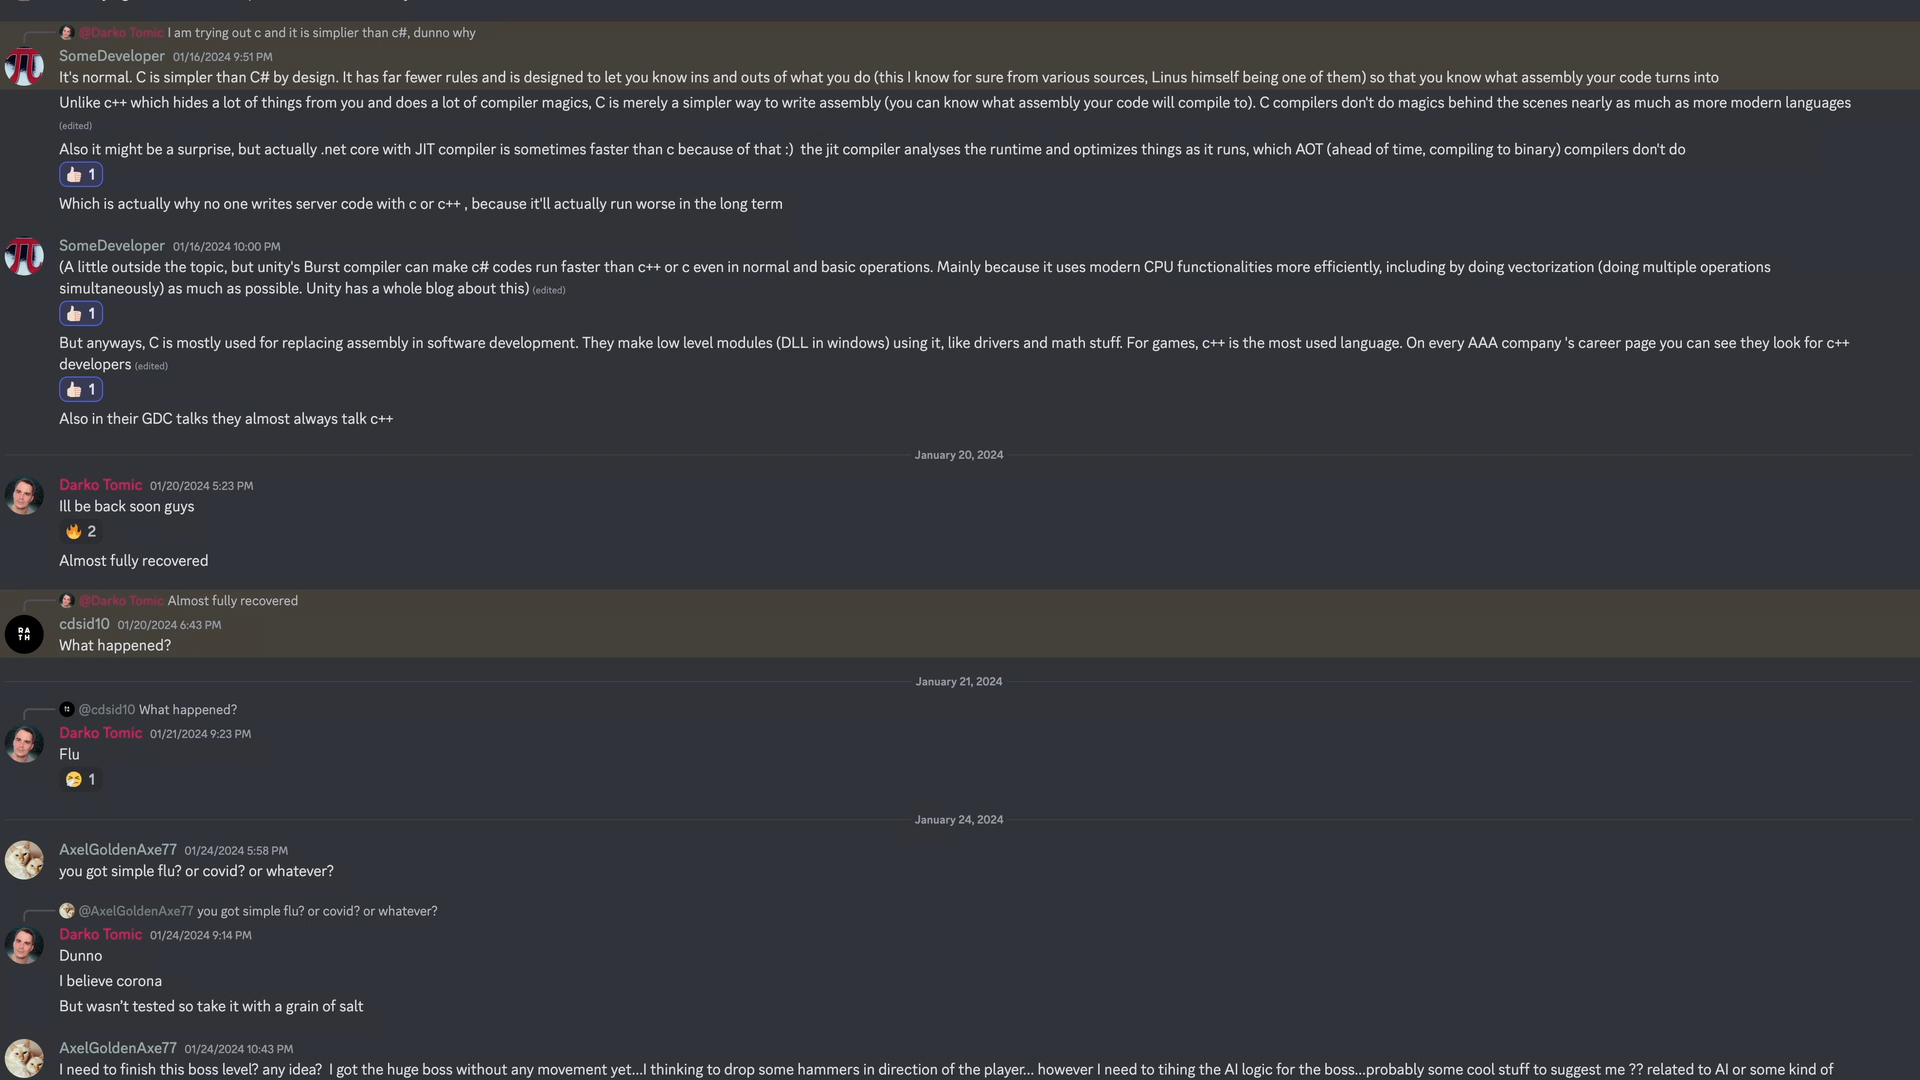 @Darko Tomic I am trying out c and it is simplier than c#, dunno why
SomeDeveloper 01/16/2024 9:51 PM
It's normal. C is simpler than C# by design. It has far fewer rules and is designed to let you know ins and outs of what you do (this I know for sure from various sources, Linus himself being one of them) so that you know what assembly your code turns into
Unlike c++ which hides a lot of things from you and does a lot of compiler magics, C is merely a simpler way to write assembly (you can know what assembly your code will compile to). C compilers don't do magics behind the scenes nearly as much as more modern languages
(edited)
Also it might be a surprise, but actually .net core with JIT compiler is sometimes faster than c because of that :) the jit compiler analyses the runtime and optimizes things as it runs, which AOT (ahead of time, compiling to binary) compilers don't do
👍🏻 1
Which is actually why no one writes server code with c or c++ , because it'll actually run worse in the long term
SomeDeveloper 01/16/2024 10:00 PM
(A little outside the topic, but unity's Burst compiler can make c# codes run faster than c++ or c even in normal and basic operations. Mainly because it uses modern CPU functionalities more efficiently, including by doing vectorization (doing multiple operations
simultaneously) as much as possible. Unity has a whole blog about this) (edited)
👍🏻 1
But anyways, C is mostly used for replacing assembly in software development. They make low level modules (DLL in windows) using it, like drivers and math stuff. For games, c++ is the most used language. On every AAA company 's career page you can see they look for c++
developers (edited)
👍🏻 1
Also in their GDC talks they almost always talk c++
January 20, 2024
Darko Tomic 01/20/2024 5:23 PM
Ill be back soon guys
🔥 2
Almost fully recovered
@Darko Tomic Almost fully recovered
RA
TH
cdsid10 01/20/2024 6:43 PM
What happened?
January 21, 2024
@cdsid10 What happened?
Darko Tomic 01/21/2024 9:23 PM
Flu
🤧 1
January 24, 2024
AxelGoldenAxe77 01/24/2024 5:58 PM
you got simple flu? or covid? or whatever?
@AxelGoldenAxe77 you got simple flu? or covid? or whatever?
Darko Tomic 01/24/2024 9:14 PM
Dunno
I believe corona
But wasn't tested so take it with a grain of salt
AxelGoldenAxe77 01/24/2024 10:43 PM
I need to finish this boss level? any idea? I got the huge boss without any movement yet...I thinking to drop some hammers in direction of the player... however I need to tihing the AI logic for the boss...probably some cool stuff to suggest me ?? related to AI or some kind of